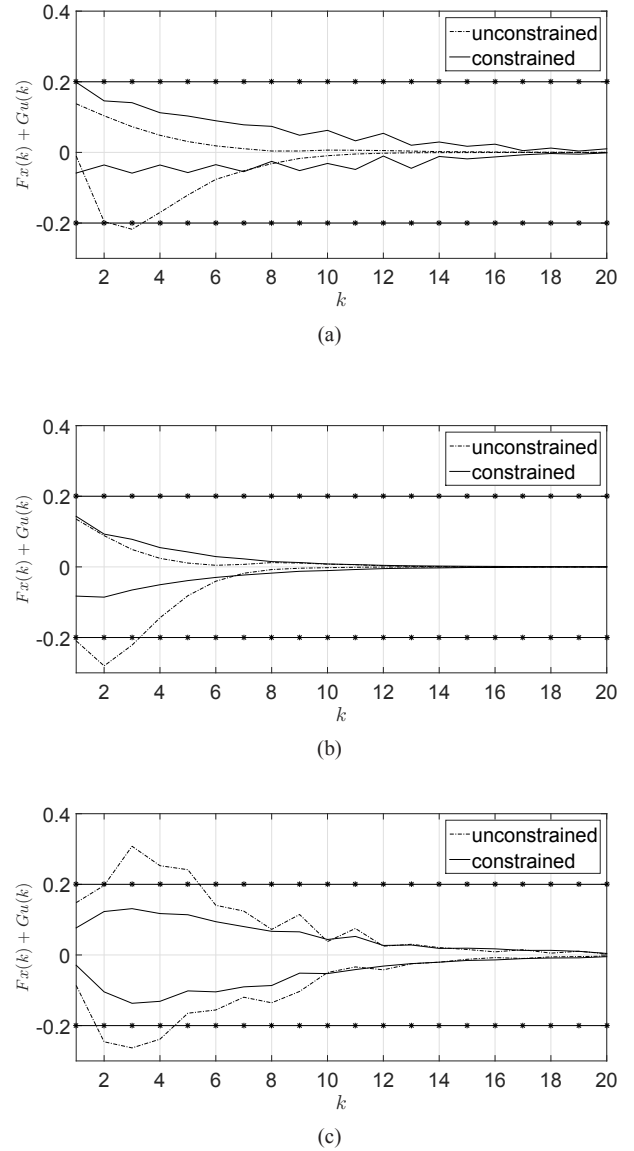 0.4
unconstrained
constrained
0.2
0
-0.2
Fx(k) + Gu(k)
2 4 6 8 10 12 14 16 18 20
k
(a)
0.4
unconstrained
constrained
0.2
0
-0.2
Fx(k) + Gu(k)
2 4 6 8 10 12 14 16 18 20
k
(b)
0.4
unconstrained
constrained
0.2
0
-0.2
Fx(k) + Gu(k)
2 4 6 8 10 12 14 16 18 20
k
(c)